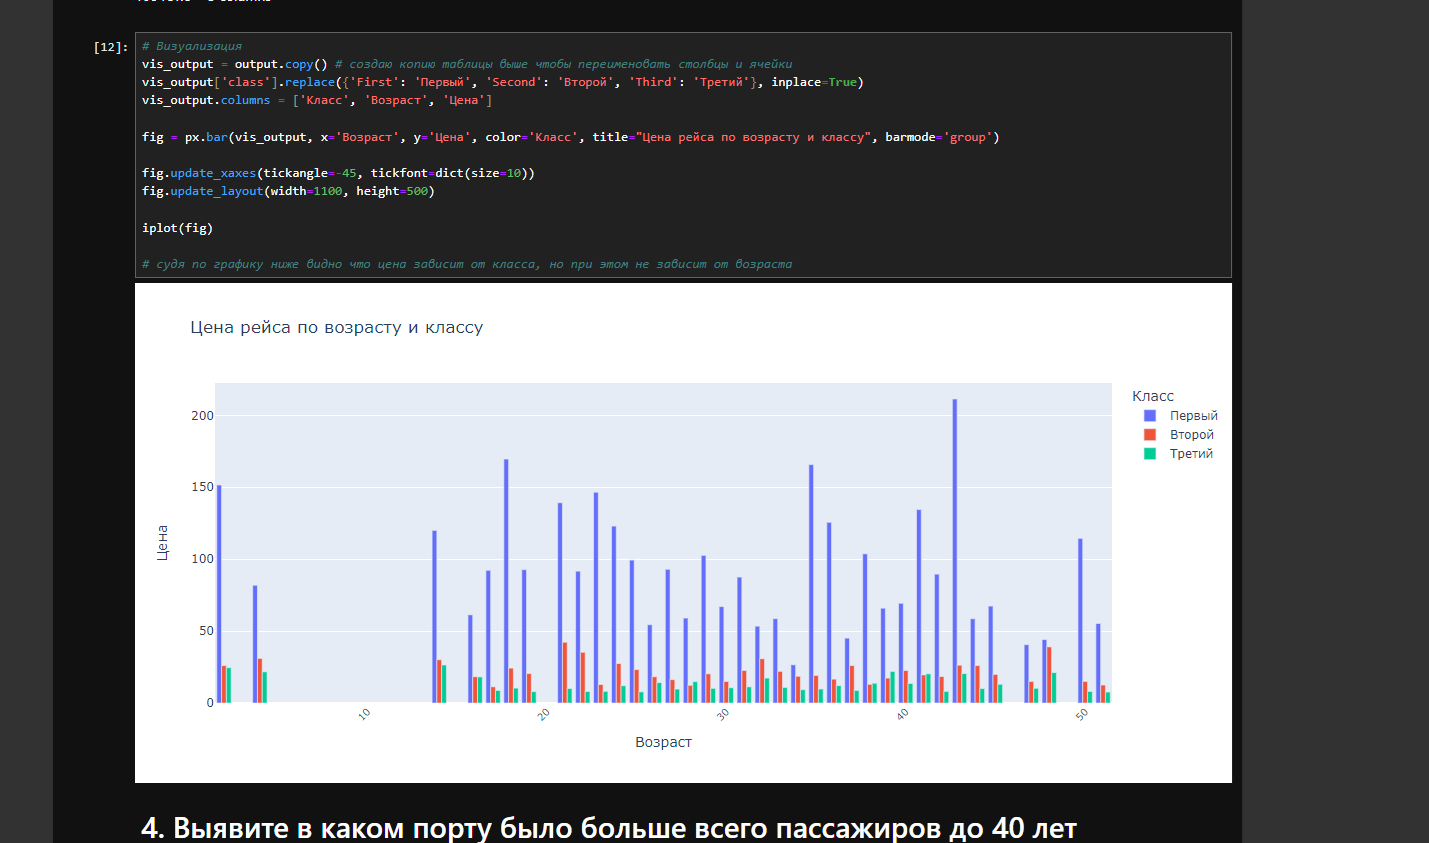 [12]:
# Визуализация
vis_output = output.copy() # создаю копию таблицы выше чтобы переименовать столбцы и ячейки
vis_output['class'].replace({'First': 'Первый', 'Second': 'Второй', 'Third': 'Третий'}, inplace=True)
vis_output.columns = ['Класс', 'Возраст', 'Цена']
fig = px.bar(vis_output, x='Возраст', y='Цена', color='Класс', title="Цена рейса по возрасту и классу", barmode='group')
fig.update_xaxes(tickangle=-45, tickfont=dict(size=10))
fig.update_layout(width=1100, height=500)
iplot(fig)
# судя по графику ниже видно что цена зависит от класса, но при этом не зависит от возраста
Цена рейса по возрасту и классу
Класс
Первый
Второй
Третий
200
150
100
50
0
Цена
10
20
30
40
50
Возраст
4. Выявите в каком порту было больше всего пассажиров до 40 лет